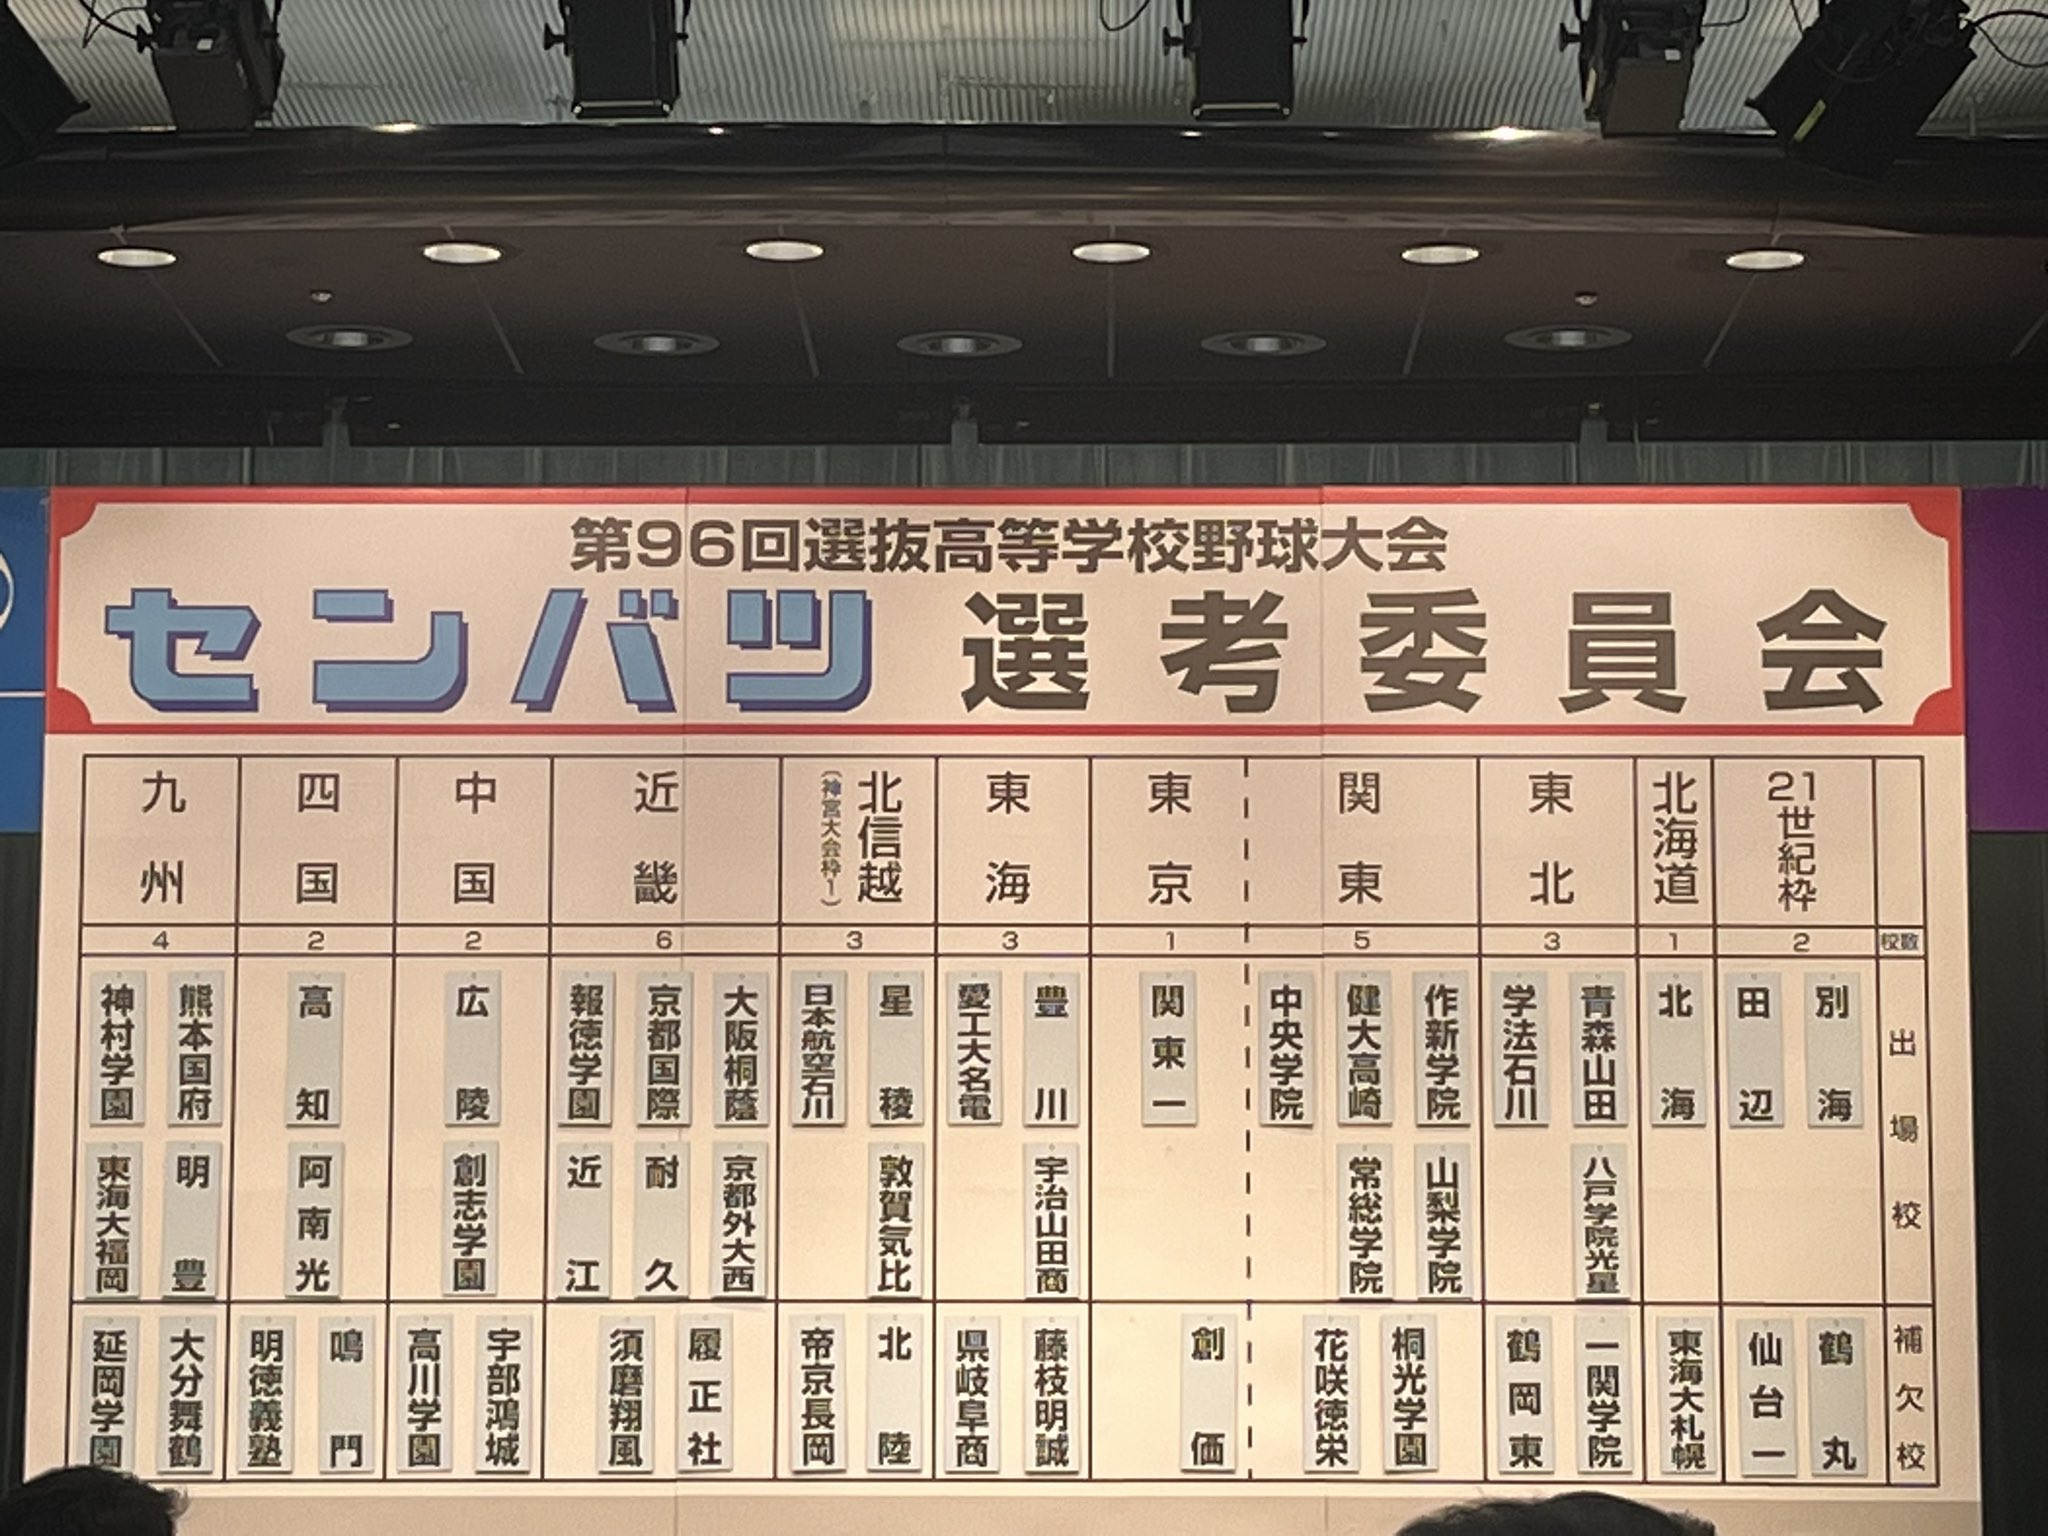 第96回選抜高等学校野球大会
センバツ 選考委員会
校数
出場校
補欠校
21世紀枠
2
別海
田辺
鶴丸
仙台一
北海道
1
北海
東海大札幌
東北
3
青森山田
学法石川
八戸学院光星
一関学院
鶴岡東
関東
5
作新学院
健大高崎
中央学院
山梨学院
常総学院
桐光学園
花咲徳栄
東京
1
関東一
創価
東海
3
豊川
愛工大名電
宇治山田商
藤枝明誠
県岐阜商
北信越
(神宮大会枠1)
3
星稜
日本航空石川
敦賀気比
北陸
帝京長岡
近畿
6
大阪桐蔭
京都国際
報徳学園
京都外大西
耐久
近江
履正社
須磨翔風
中国
2
広陵
創志学園
宇部鴻城
高川学園
四国
2
高知
阿南光
鳴門
明徳義塾
九州
4
熊本国府
神村学園
明豊
東海大福岡
大分舞鶴
延岡学園